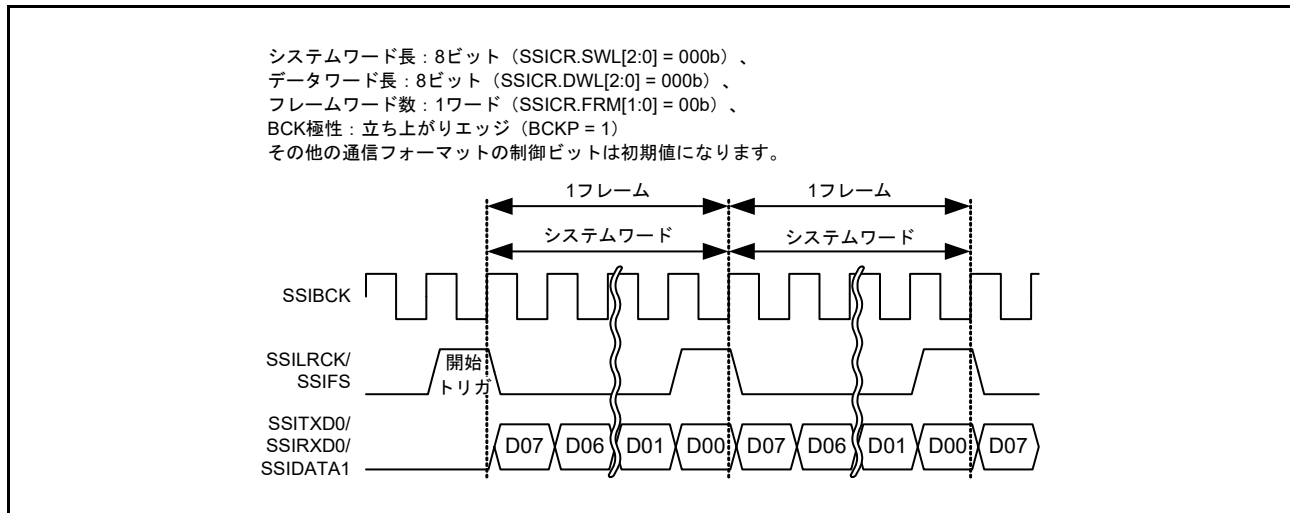 システムワード長：8ビット（SSICR.SWL[2:0] = 000b）、
データワード長：8ビット（SSICR.DWL[2:0] = 000b）、
フレームワード数：1ワード（SSICR.FRM[1:0] = 00b）、
BCK極性：立ち上がりエッジ（BCKP = 1）
その他の通信フォーマットの制御ビットは初期値になります。
1フレーム 1フレーム
システムワード システムワード
SSIBCK
SSILRCK/
SSIFS
開始
トリガ
SSITXD0/
SSIRXD0/
SSIDATA1
D07 D06 D01 D00 D07 D06 D01 D00 D07